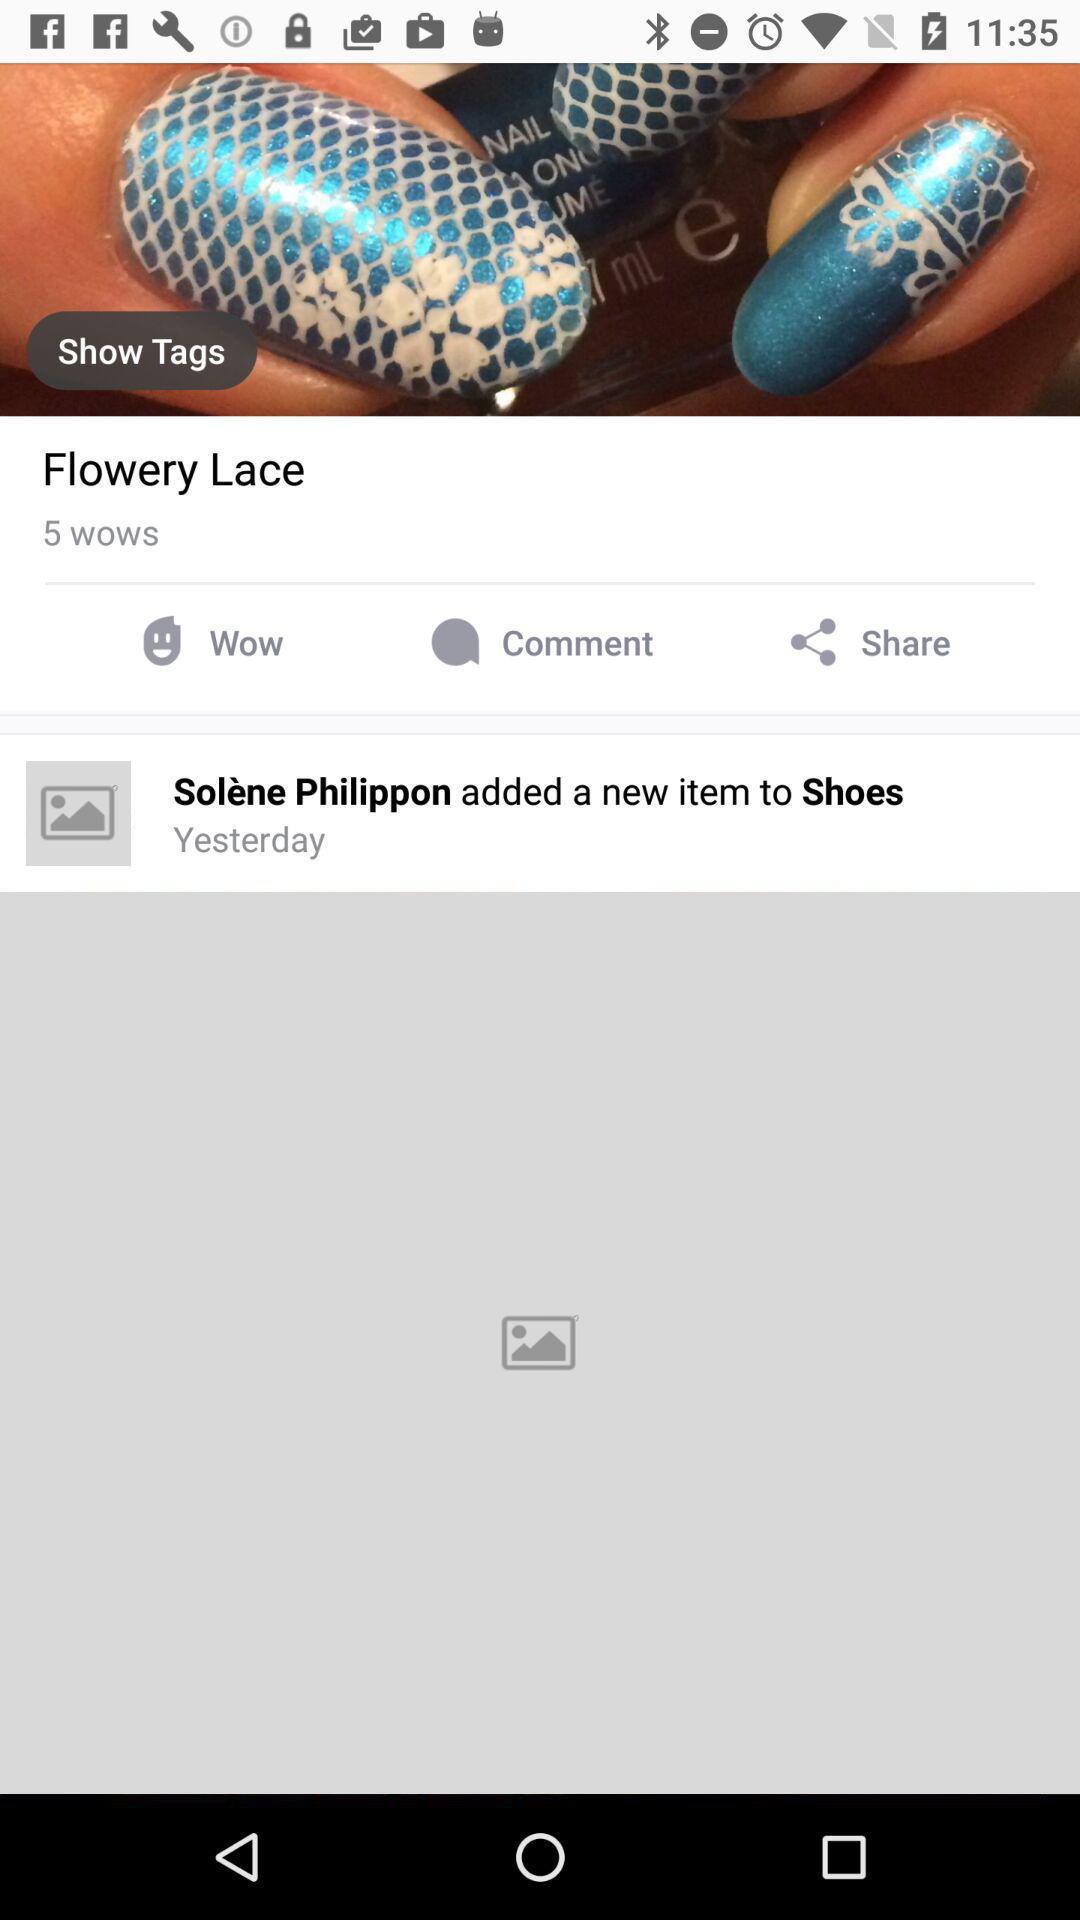 11:35
NAIL
UME
mL e
Show Tags
Flowery Lace
5 wows
Wow
Comment
Share
Solène Philippon added a new item to Shoes
Yesterday